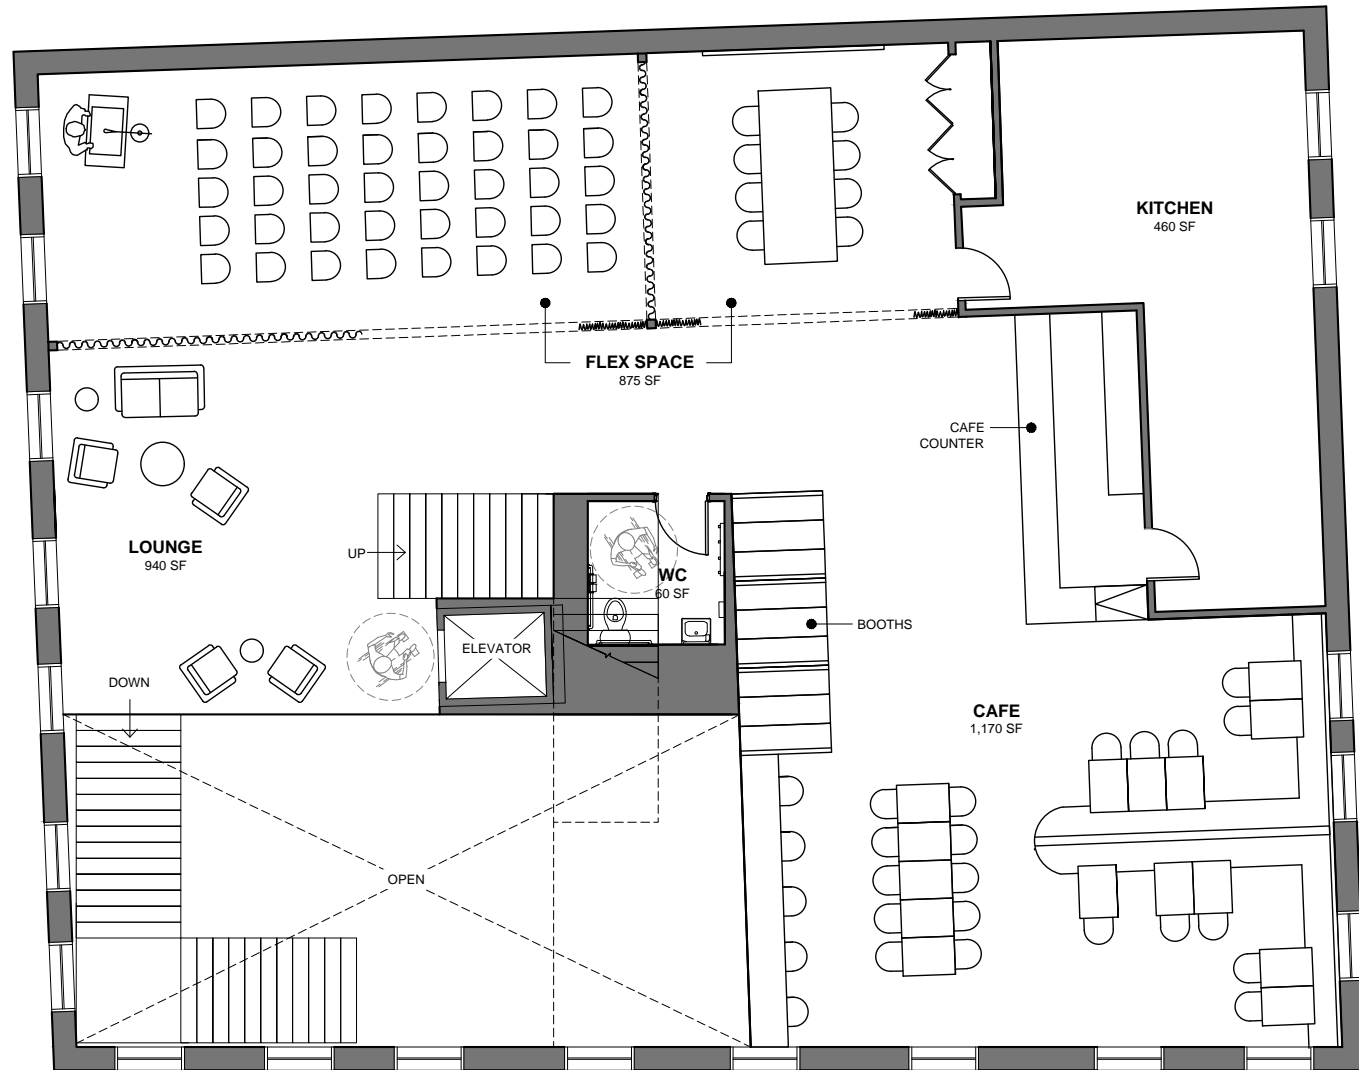 KITCHEN
460 SF
FLEX SPACE
875 SF
CAFE
COUNTER
LOUNGE
940 SF
UP
WC
60 SF
BOOTHS
ELEVATOR
DOWN
CAFE
1,170 SF
OPEN